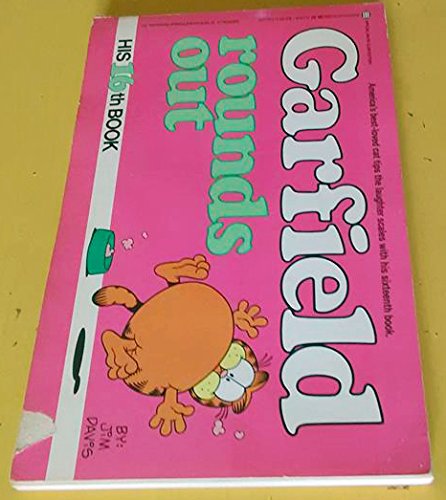 America's best-loved cat tips the laughter scales with his sixteenth book.
Garfield
rounds
out
HIS 16th BOOK
BY:
JIM
DAVIS